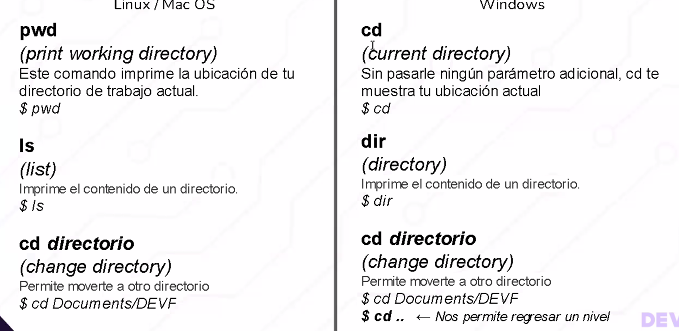 Linux / Mac OS
pwd
(print working directory)
Este comando imprime la ubicación de tu
directorio de trabajo actual.
$ pwd
ls
(list)
Imprime el contenido de un directorio.
$ ls
cd directorio
(change directory)
Permite moverte a otro directorio
$ cd Documents/DEVF
Windows
cd
(current directory)
Sin pasarle ningún parámetro adicional, cd te
muestra tu ubicación actual
$ cd
dir
(directory)
Imprime el contenido de un directorio.
$ dir
cd directorio
(change directory)
Permite moverte a otro directorio
$ cd Documents/DEVF
$ cd .. ← Nos permite regresar un nivel
DEV